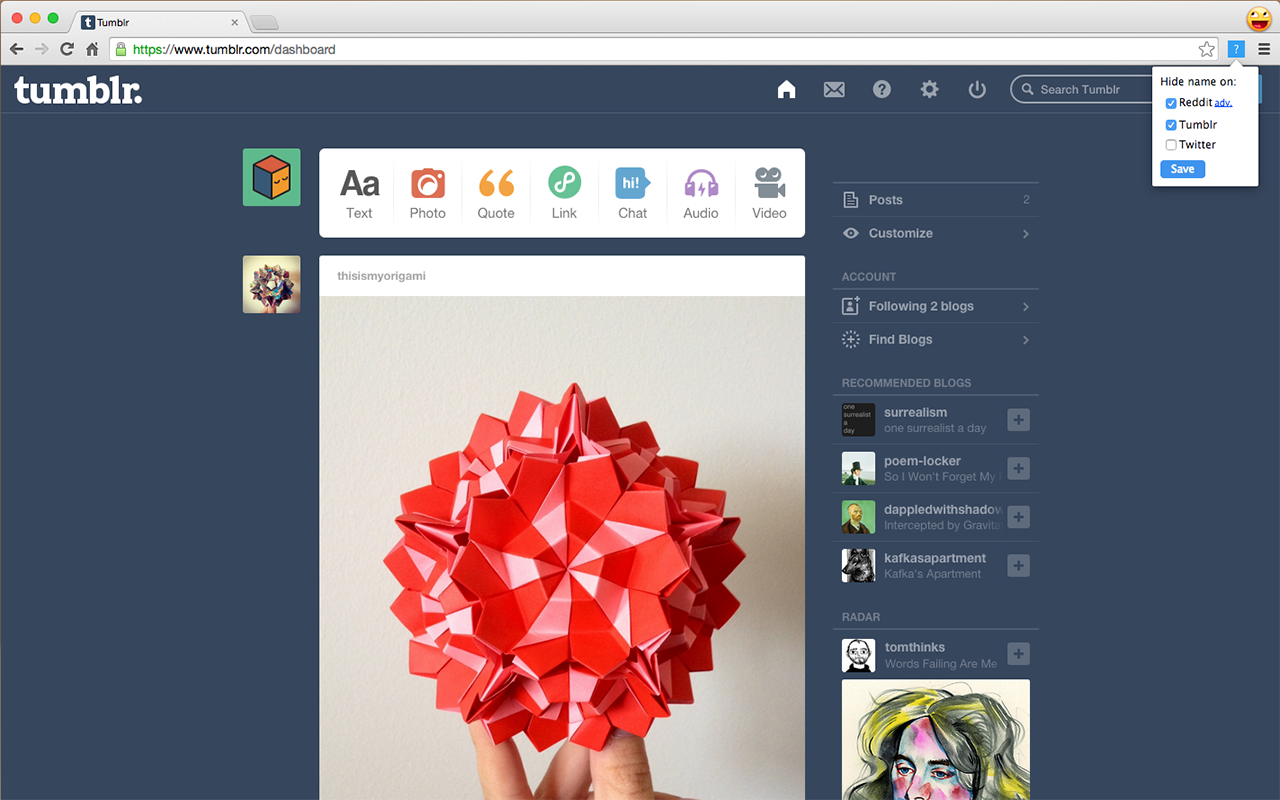 Tumblr
https://www.tumblr.com/dashboard
?
tumblr.
?
Search Tumblr
Hide name on:
Reddit adv.
Tumblr
Twitter
Save
Aa
hi!
Text
Photo
Quote
Link
Chat
Audio
Video
thisismyorigami
Posts 2
Customize
ACCOUNT
Following 2 blogs
Find Blogs
RECOMMENDED BLOGS
one
surrealist
a
day
surrealism
one surrealist a day
poem-locker
So I Won't Forget My
dappledwithshadow
Intercepted by Gravita
kafkasapartment
Kafka's Apartment
RADAR
tomthinks
Words Failing Are Me